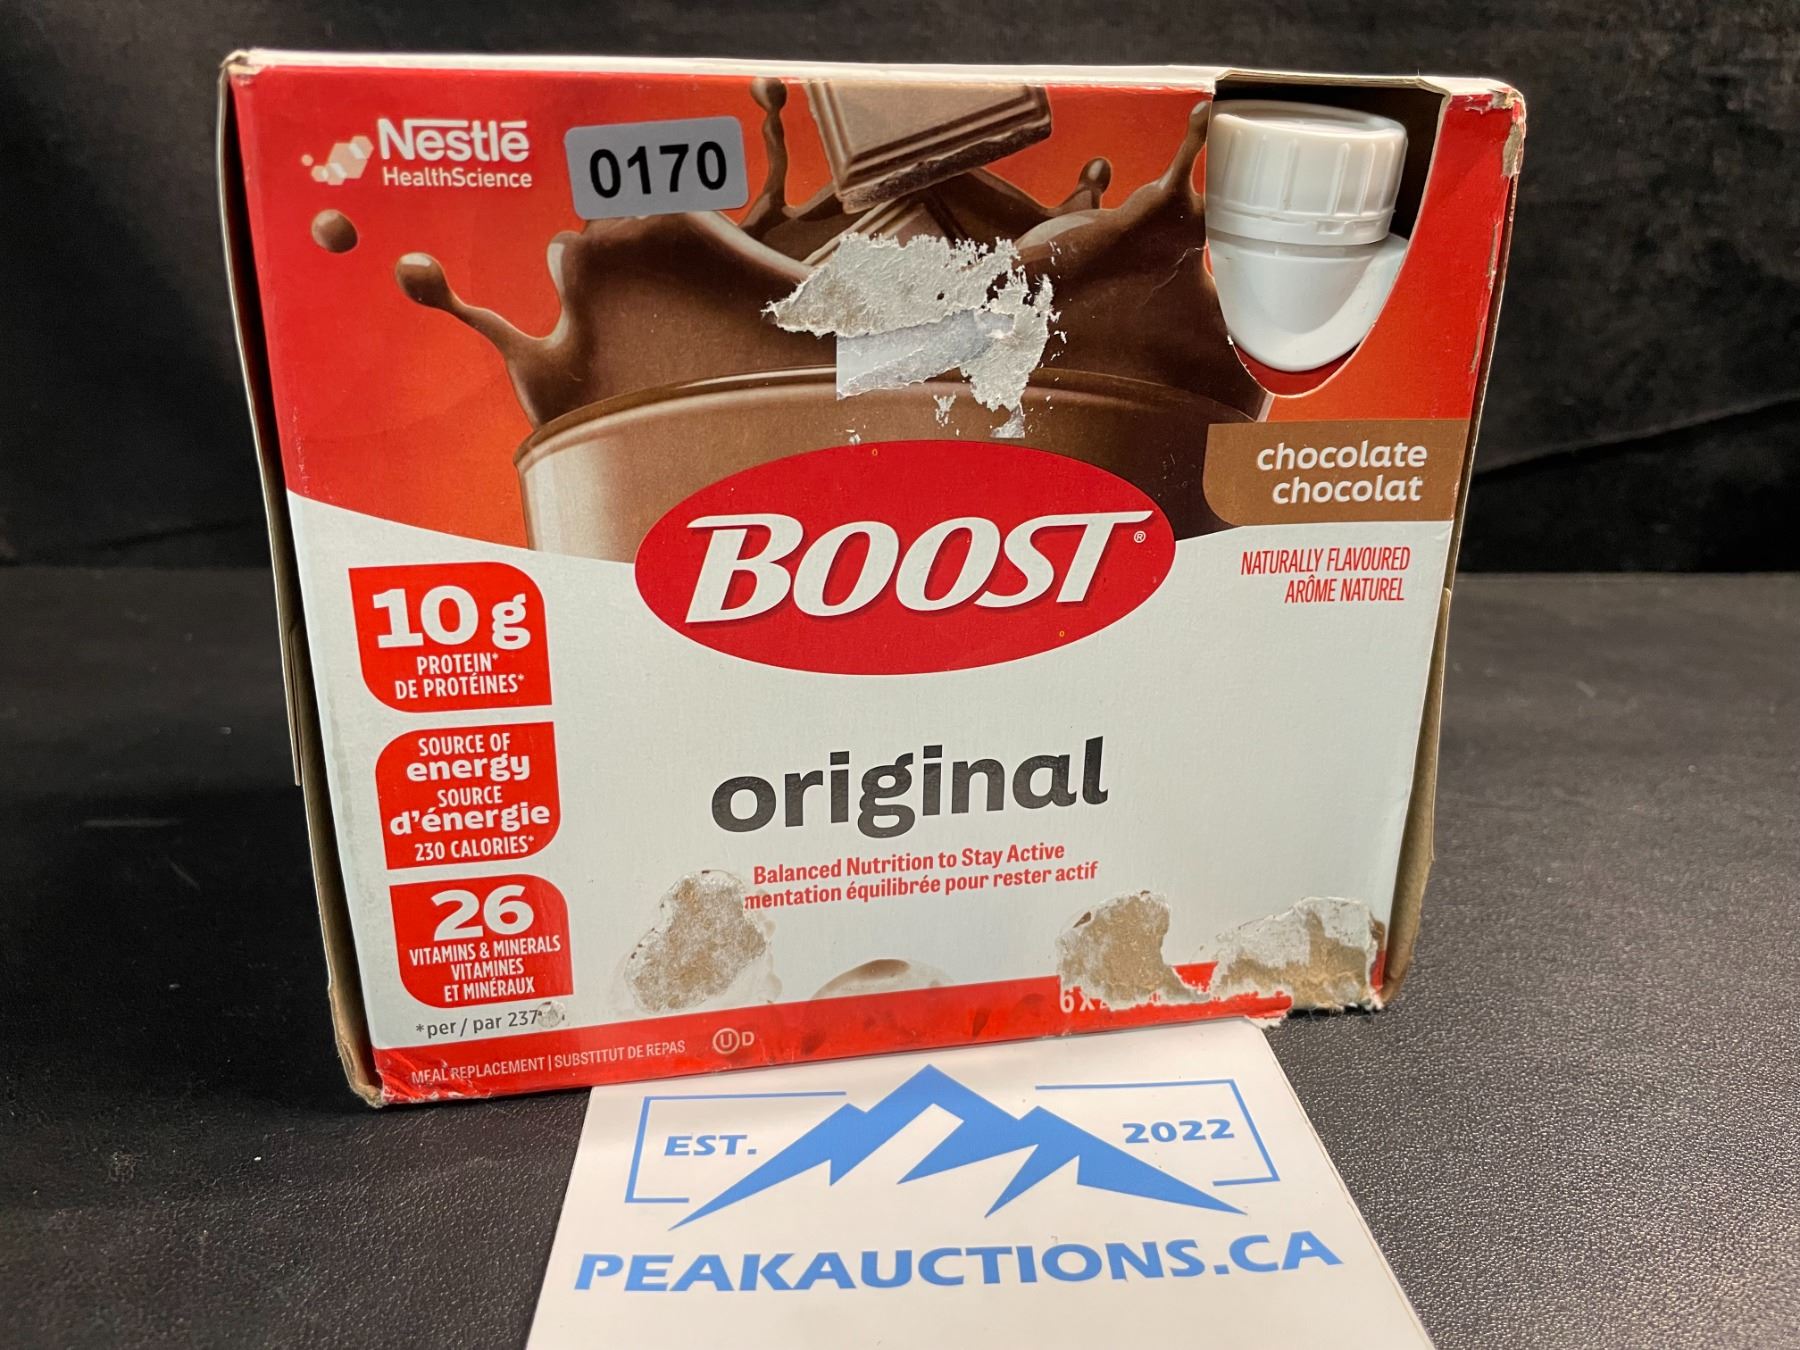 Nestlé
HealthScience
0170
chocolate
chocolat
BOOST®
NATURALLY FLAVOURED
ARÔME NATUREL
10 g
PROTEIN*
DE PROTÉINES*
SOURCE OF
energy
SOURCE
d'énergie
230 CALORIES*
26
VITAMINS & MINERALS
VITAMINES
ET MINÉRAUX
*per / par 237
original
Balanced Nutrition to Stay Active
mentation équilibrée pour rester actif
6 x
MEAL REPLACEMENT | SUBSTITUT DE REPAS
U D
EST. 2022
PEAKAUCTIONS.CA